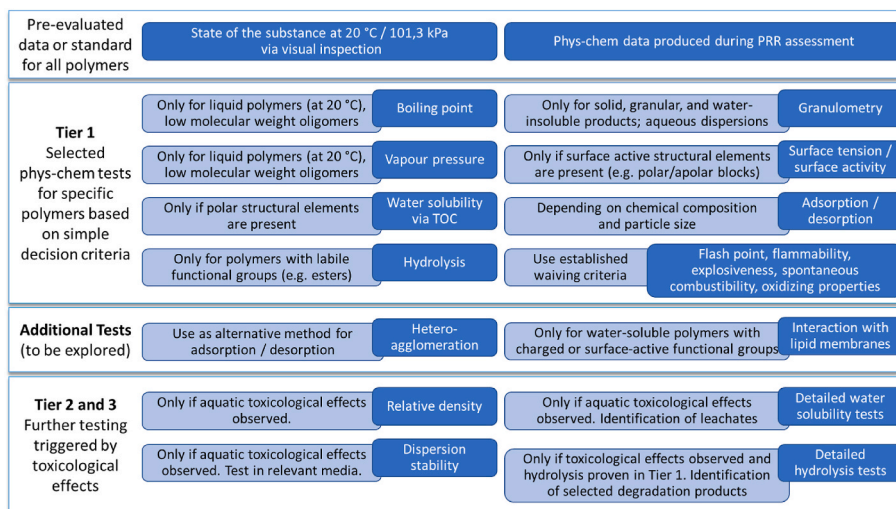 Pre-evaluated
data or standard
for all polymers
State of the substance at 20 °C / 101,3 kPa
via visual inspection
Phys-chem data produced during PRR assessment
Tier 1
Selected
phys-chem tests
for specific
polymers based
on simple
decision criteria
Only for liquid polymers (at 20 °C),
low molecular weight oligomers
Boiling point
Only for solid, granular, and water-
insoluble products; aqueous dispersions
Granulometry
Only for liquid polymers (at 20 °C),
low molecular weight oligomers
Vapour pressure
Only if surface active structural elements
are present (e.g. polar/apolar blocks)
Surface tension /
surface activity
Only if polar structural elements
are present
Water solubility
via TOC
Depending on chemical composition
and particle size
Adsorption /
desorption
Only for polymers with labile
functional groups (e.g. esters)
Hydrolysis
Use established
waiving criteria
Flash point, flammability,
explosiveness, spontaneous
combustibility, oxidizing properties
Additional Tests
(to be explored)
Use as alternative method for
adsorption / desorption
Hetero-
agglomeration
Only for water-soluble polymers with
charged or surface-active functional groups
Interaction with
lipid membranes
Tier 2 and 3
Further testing
triggered by
toxicological
effects
Only if aquatic toxicological effects
observed.
Relative density
Only if aquatic toxicological effects
observed. Identification of leachates
Detailed water
solubility tests
Only if aquatic toxicological effects
observed. Test in relevant media.
Dispersion
stability
Only if toxicological effects observed and
hydrolysis proven in Tier 1. Identification
of selected degradation products
Detailed
hydrolysis tests